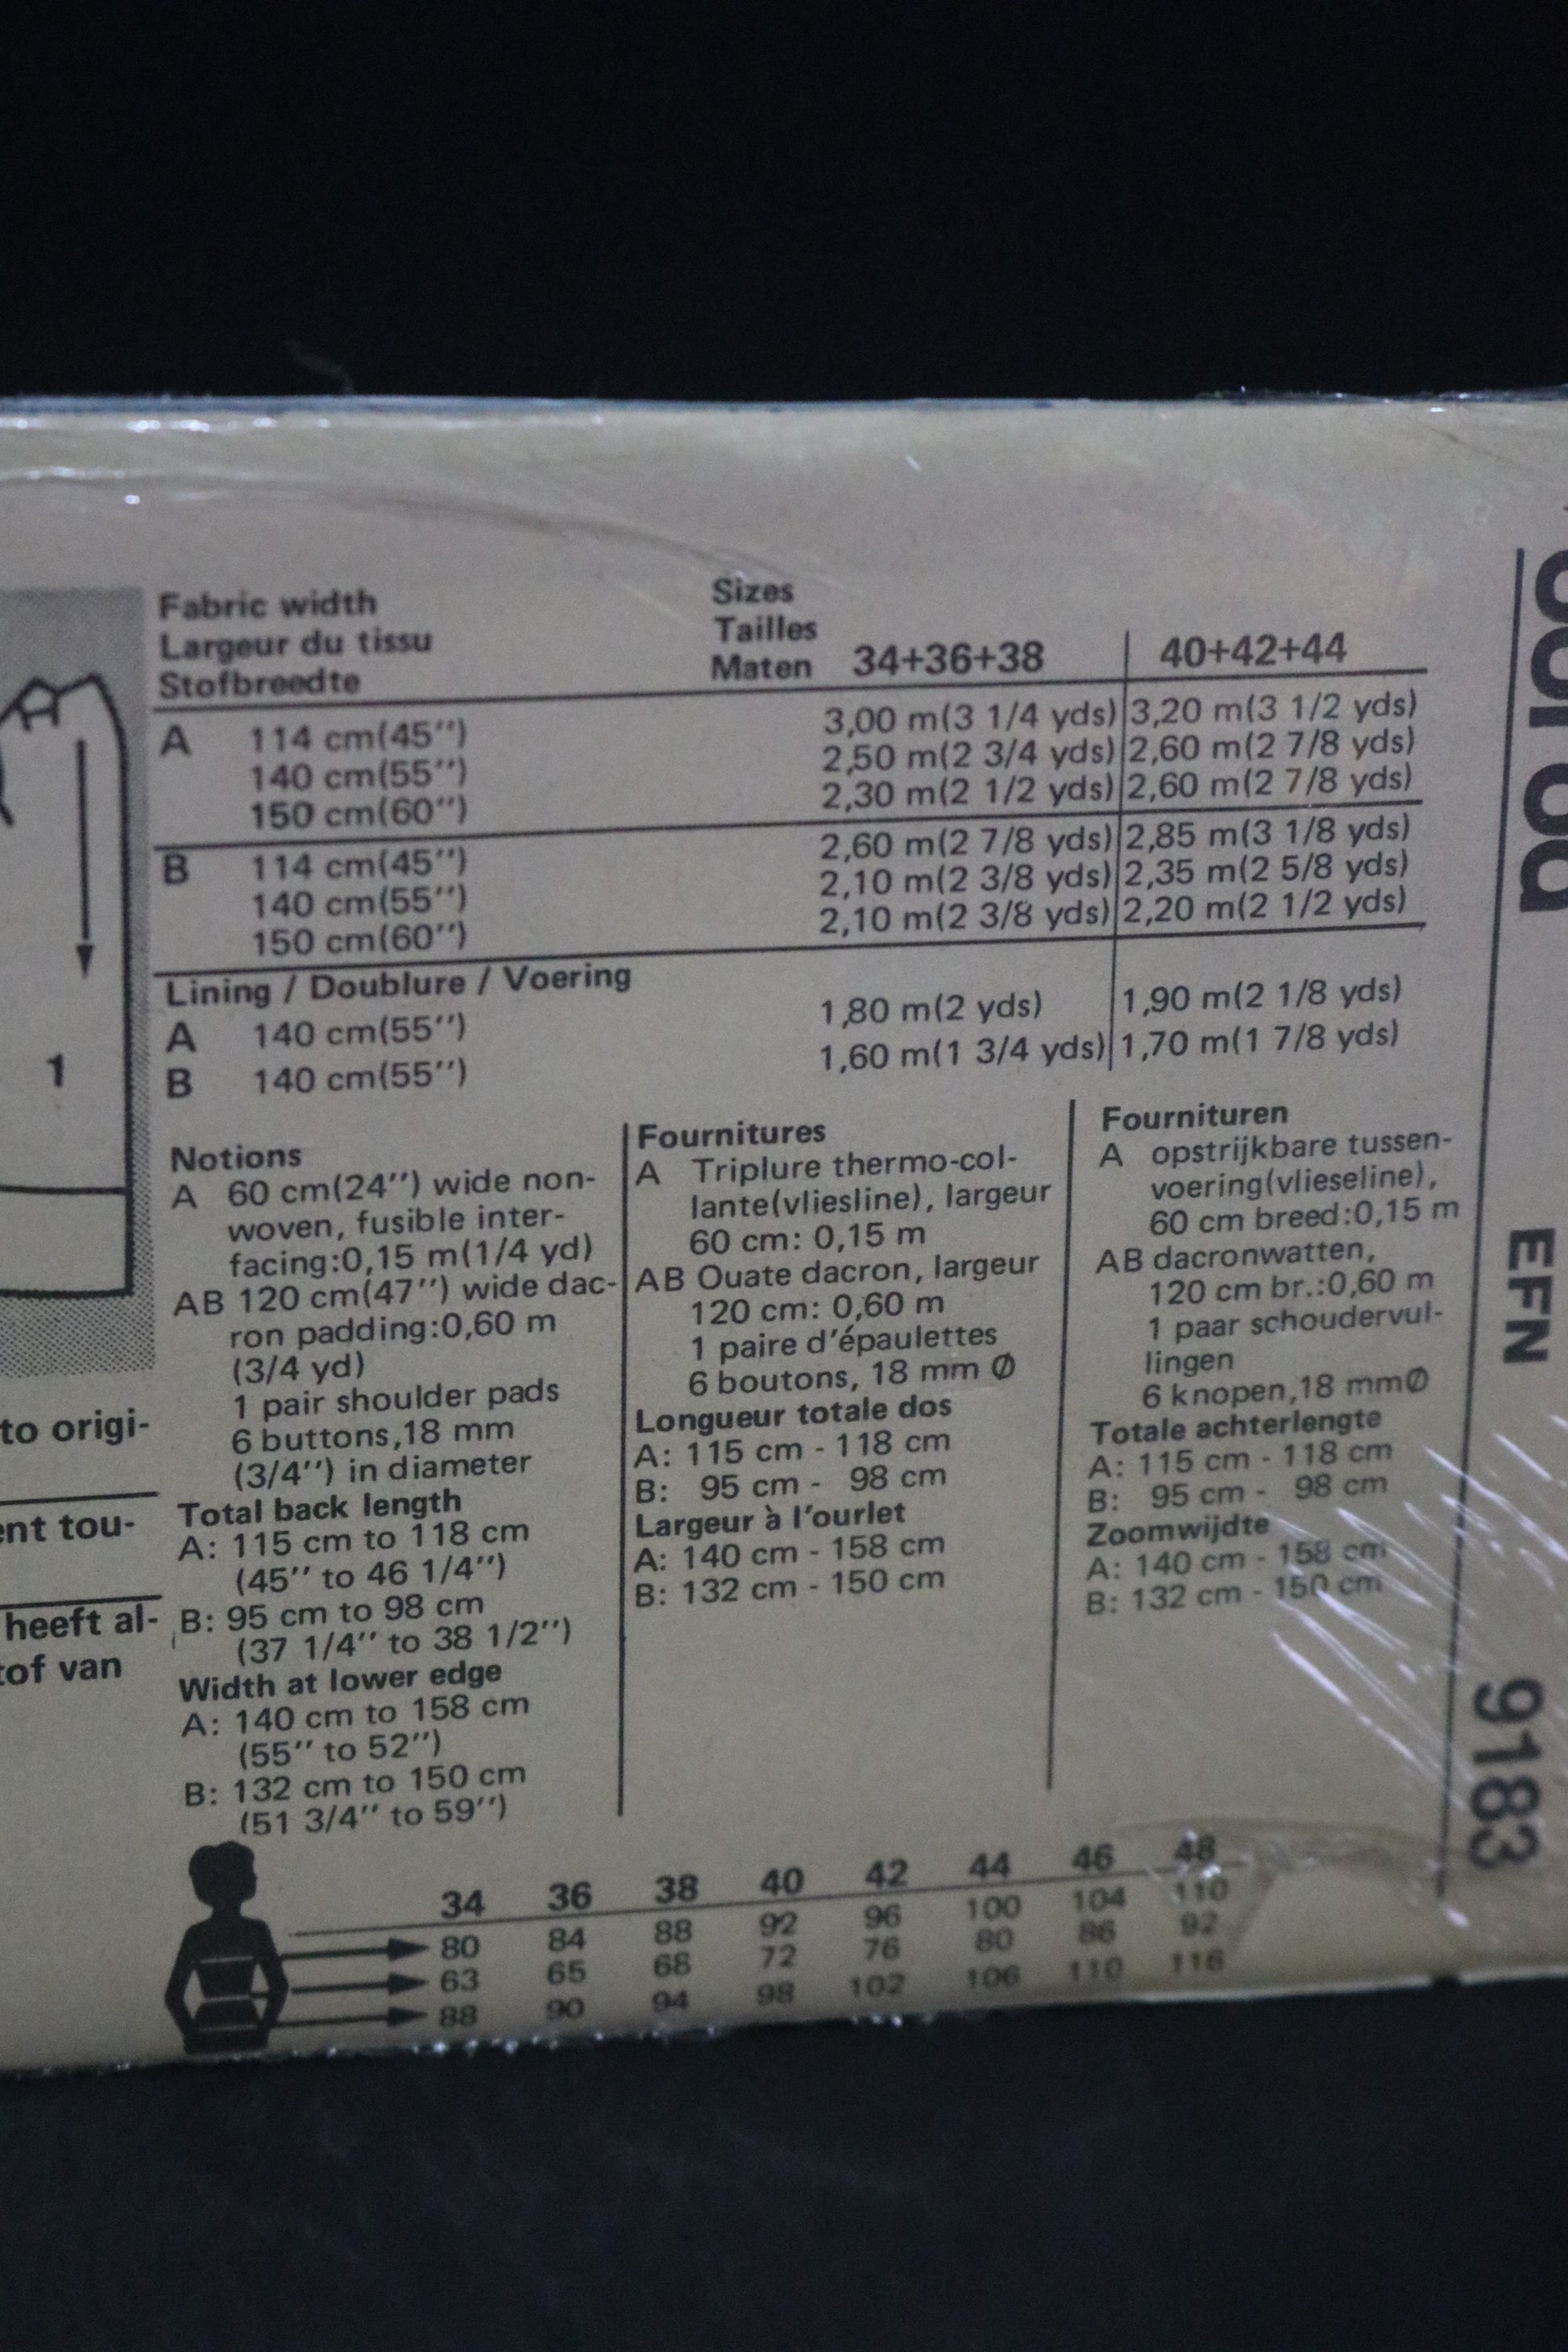 Fabric width
Largeur du tissu
Stofbreedte
Sizes
Tailles
Maten 34+36+38 40+42+44
A 114 cm(45'') 3,00 m(3 1/4 yds) 3,20 m(3 1/2 yds)
140 cm(55'') 2,50 m(2 3/4 yds) 2,60 m(2 7/8 yds)
150 cm(60'') 2,30 m(2 1/2 yds) 2,60 m(2 7/8 yds)
B 114 cm(45'') 2,60 m(2 7/8 yds) 2,85 m(3 1/8 yds)
140 cm(55'') 2,10 m(2 3/8 yds) 2,35 m(2 5/8 yds)
150 cm(60'') 2,10 m(2 3/8 yds) 2,20 m(2 1/2 yds)
Lining / Doublure / Voering
A 140 cm(55'') 1,80 m(2 yds) 1,90 m(2 1/8 yds)
B 140 cm(55'') 1,60 m(1 3/4 yds) 1,70 m(1 7/8 yds)
1
to origi-
ent tou-
heeft al-
tof van
Notions
A 60 cm(24'') wide non-
woven, fusible inter-
facing:0,15 m(1/4 yd)
AB 120 cm(47'') wide dac-
ron padding:0,60 m
(3/4 yd)
1 pair shoulder pads
6 buttons,18 mm
(3/4'') in diameter
Total back length
A: 115 cm to 118 cm
(45'' to 46 1/4'')
B: 95 cm to 98 cm
(37 1/4'' to 38 1/2'')
Width at lower edge
A: 140 cm to 158 cm
(55'' to 52'')
B: 132 cm to 150 cm
(51 3/4'' to 59'')
Fournitures
A Triplure thermo-col-
lante(vliesline), largeur
60 cm: 0,15 m
AB Ouate dacron, largeur
120 cm: 0,60 m
1 paire d'épaulettes
6 boutons, 18 mm Ø
Longueur totale dos
A: 115 cm - 118 cm
B: 95 cm - 98 cm
Largeur à l'ourlet
A: 140 cm - 158 cm
B: 132 cm - 150 cm
Fournituren
A opstrijkbare tussen-
voering(vlieseline),
60 cm breed:0,15 m
AB dacronwatten,
120 cm br.:0,60 m
1 paar schoudervul-
lingen
6 knopen,18 mmØ
Totale achterlengte
A: 115 cm - 118 cm
B: 95 cm - 98 cm
Zoomwijdte
A: 140 cm - 158 cm
B: 132 cm - 150 cm
34 36 38 40 42 44 46 48
80 84 88 92 96 100 104 110
63 65 68 72 76 80 86 92
88 90 94 98 102 106 110 116
EFN
9183